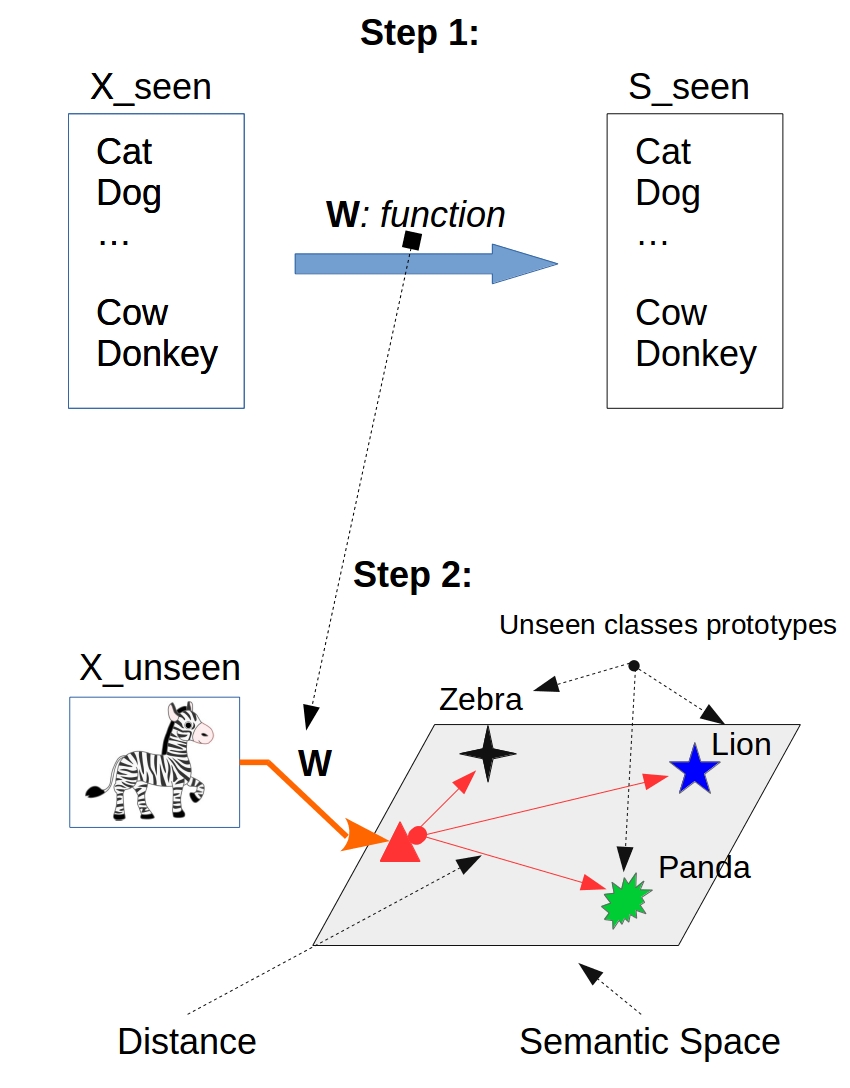 Step 1:
X_seen
S_seen
Cat
Dog
...
Cow
Donkey
W: function
Cat
Dog
...
Cow
Donkey
Step 2:
Unseen classes prototypes
X_unseen
Zebra
Lion
W
Panda
Distance
Semantic Space